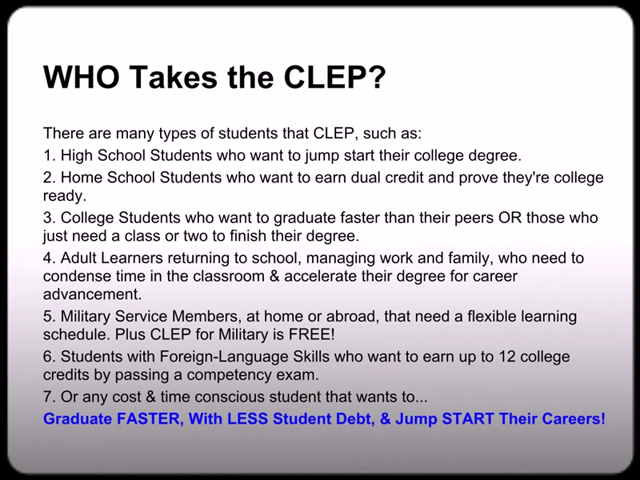 WHO Takes the CLEP?
There are many types of students that CLEP, such as:
1. High School Students who want to jump start their college degree.
2. Home School Students who want to earn dual credit and prove they're college
ready.
3. College Students who want to graduate faster than their peers OR those who
just need a class or two to finish their degree.
4. Adult Learners returning to school, managing work and family, who need to
condense time in the classroom & accelerate their degree for career
advancement.
5. Military Service Members, at home or abroad, that need a flexible learning
schedule. Plus CLEP for Military is FREE!
6. Students with Foreign-Language Skills who want to earn up to 12 college
credits by passing a competency exam.
7. Or any cost & time conscious student that wants to...
Graduate FASTER, With LESS Student Debt, & Jump START Their Careers!